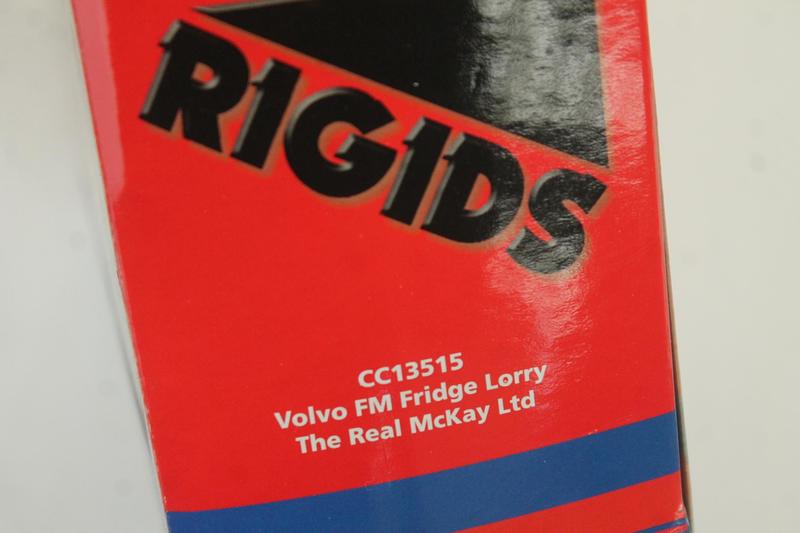 RIGIDS
CC13515
Volvo FM Fridge Lorry
The Real McKay Ltd